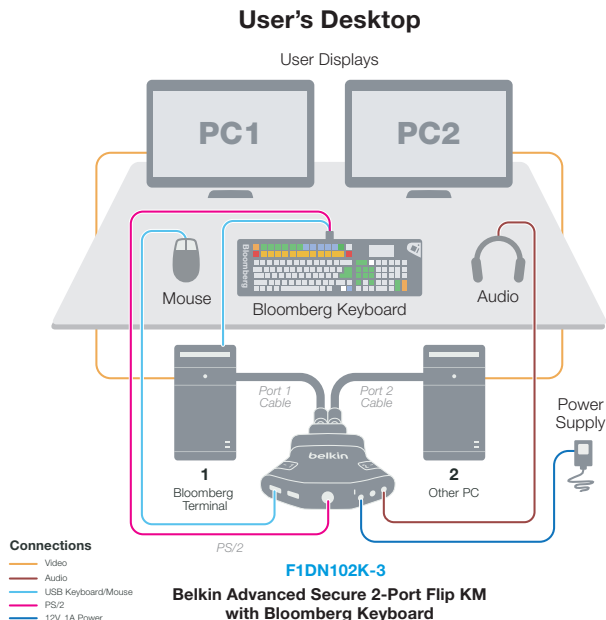 User's Desktop
User Displays
PC1
PC2
Bloomberg
Mouse
Bloomberg Keyboard
Audio
Port 1
Cable
Port 2
Cable
Power
Supply
belkin
1
Bloomberg
Terminal
2
Other PC
PS/2
Connections
Video
Audio
USB Keyboard/Mouse
PS/2
12V, 1A Power
F1DN102K-3
Belkin Advanced Secure 2-Port Flip KM
with Bloomberg Keyboard